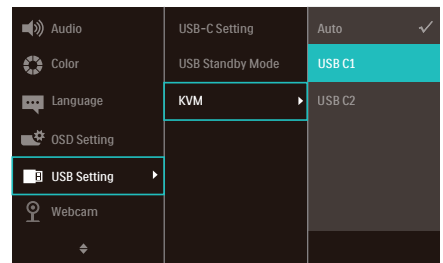 Audio
Color
Language
OSD Setting
USB Setting
Webcam
USB-C Setting
USB Standby Mode
KVM
Auto
USB C1
USB C2